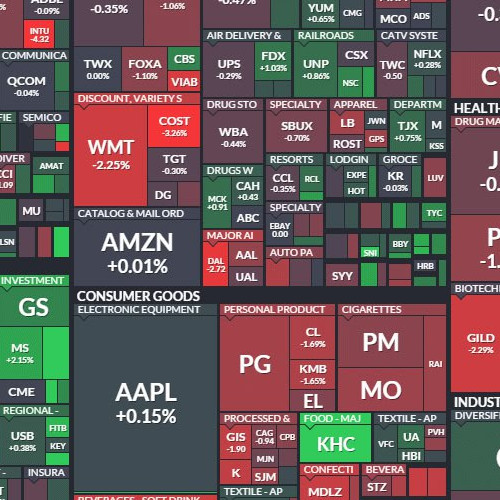 -0.09%
INTU
-4.32
COMMUNICA
QCOM
-0.04%
SEMICO
AMAT
MU
INVESTMENT
GS
MS
+2.15%
CME
REGIONAL -
USB
+0.38%
FITB
KEY
INSURA
-0.35%
-1.06%
TWX
0.00%
FOXA
-1.10%
CBS
VIAB
DISCOUNT, VARIETY S
WMT
-2.25%
COST
-3.26%
TGT
-0.30%
DG
CATALOG & MAIL ORD
AMZN
+0.01%
YUM
+0.65%
CMG
MCO
ADS
AIR DELIVERY &
UPS
-0.29%
FDX
+1.03%
RAILROADS
UNP
+0.86%
CSX
NSC
CATV SYSTE
TWC
-0.50
NFLX
+0.28%
DRUG STO
WBA
-0.44%
SPECIALTY
SBUX
-0.70%
APPAREL
LB
JWN
GPS
ROST
DEPARTM
TJX
+0.75%
M
KSS
DRUGS W
MCK
+0.91
CAH
+0.43
ABC
RESORTS
CCL
-0.35%
RCL
LODGIN
EXPE
HOT
GROCE
KR
-0.03%
LUV
SPECIALTY
EBAY
0.00
TYC
MAJOR AI
DAL
-2.72
AAL
UAL
AUTO PA
SNI
BBY
SYY
HRB
CONSUMER GOODS
ELECTRONIC EQUIPMENT
AAPL
+0.15%
PERSONAL PRODUCT
PG
CL
-1.69%
KMB
-1.65%
EL
CIGARETTES
PM
MO
RAI
PROCESSED &
GIS
-1.90
CAG
-0.94
CPB
MJN
K
SJM
FOOD - MAJ
KHC
TEXTILE - AP
VFC
UA
PVH
HBI
CONFECTI
MDLZ
BEVERA
STZ
TEXTILE - AP
BEVERAGES - SOFT DRINK
HEALTH
DRUG MA
BIOTECH
GILD
-2.29%
INDUST
DIVERSIF